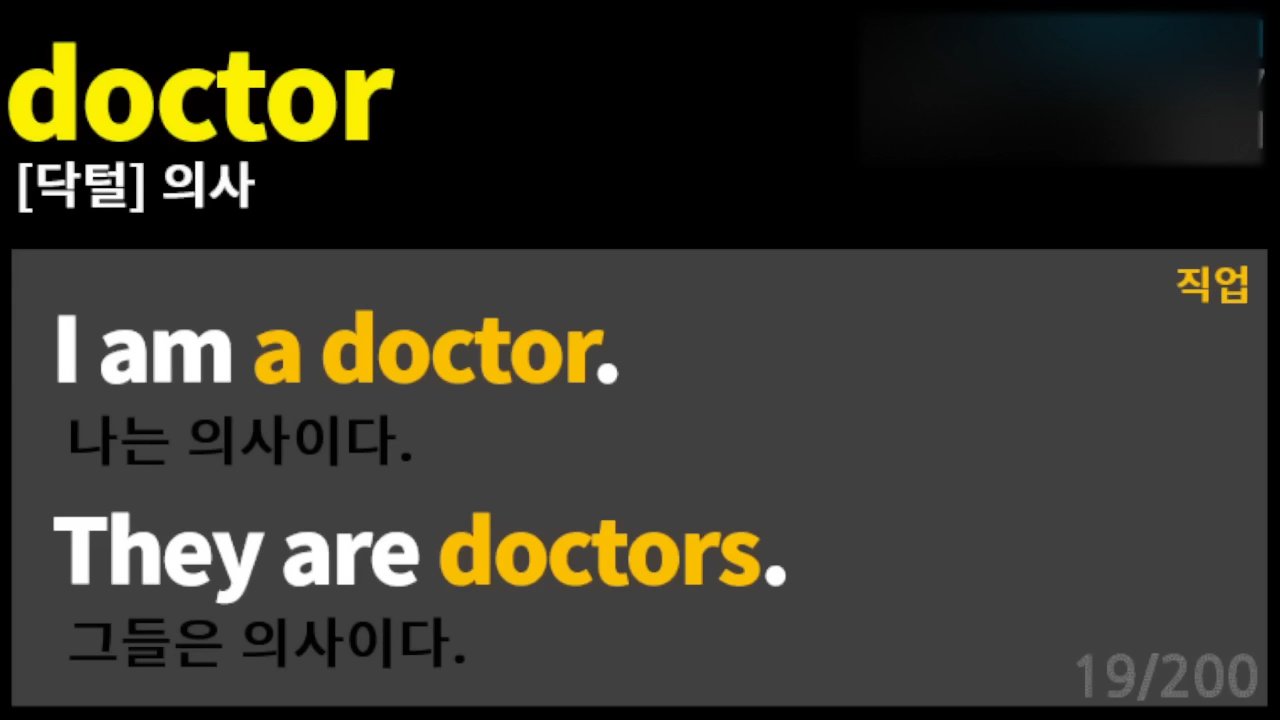 doctor
[닥털] 의사
직업
I am a doctor.
나는 의사이다.
They are doctors.
그들은 의사이다.
19/200